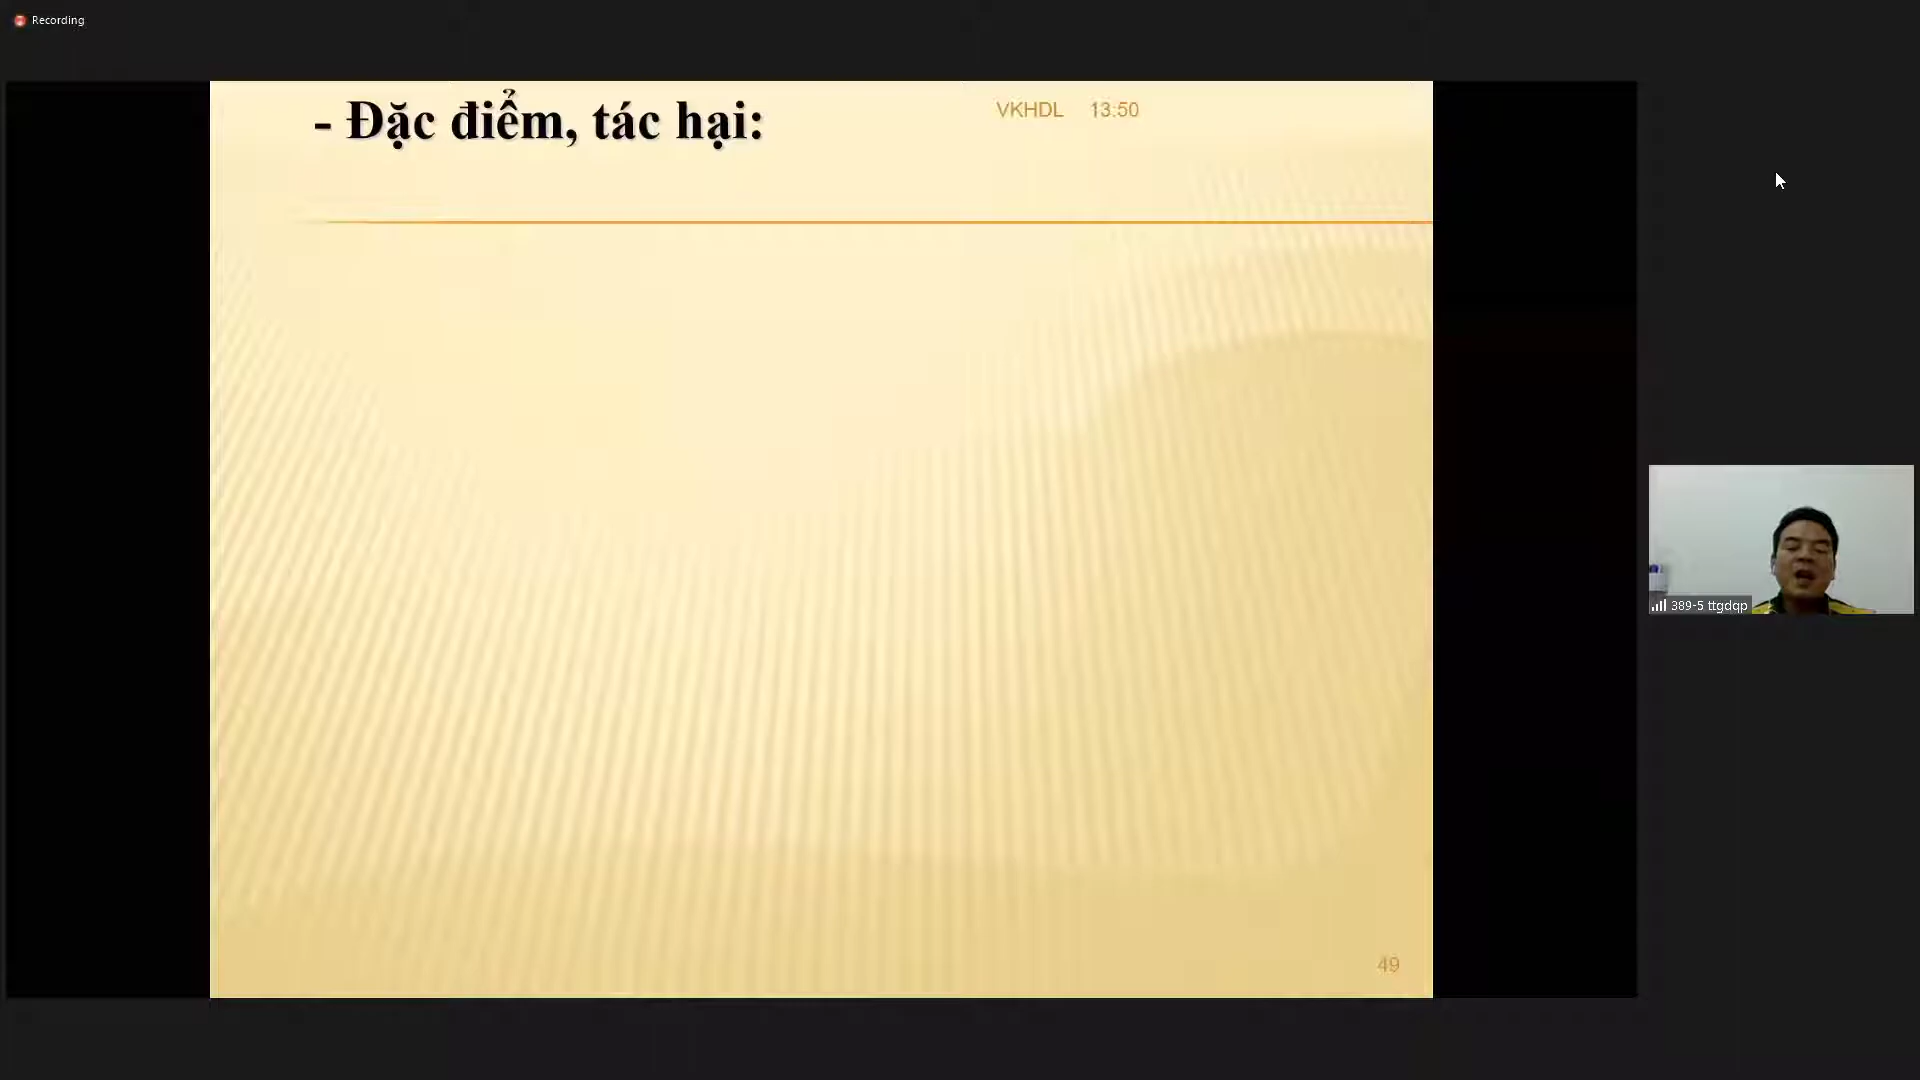 Recording
- Đặc điểm, tác hại:
VKHDL 13:50
389-5 ttgdqp
49